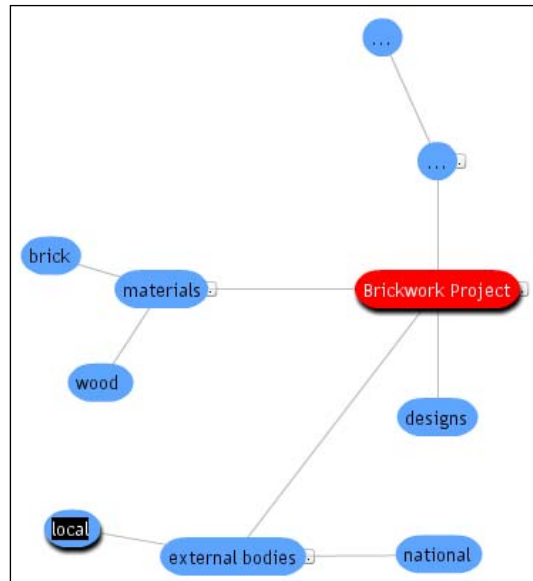 ...
...
brick
materials
Brickwork Project
wood
designs
local
external bodies
national